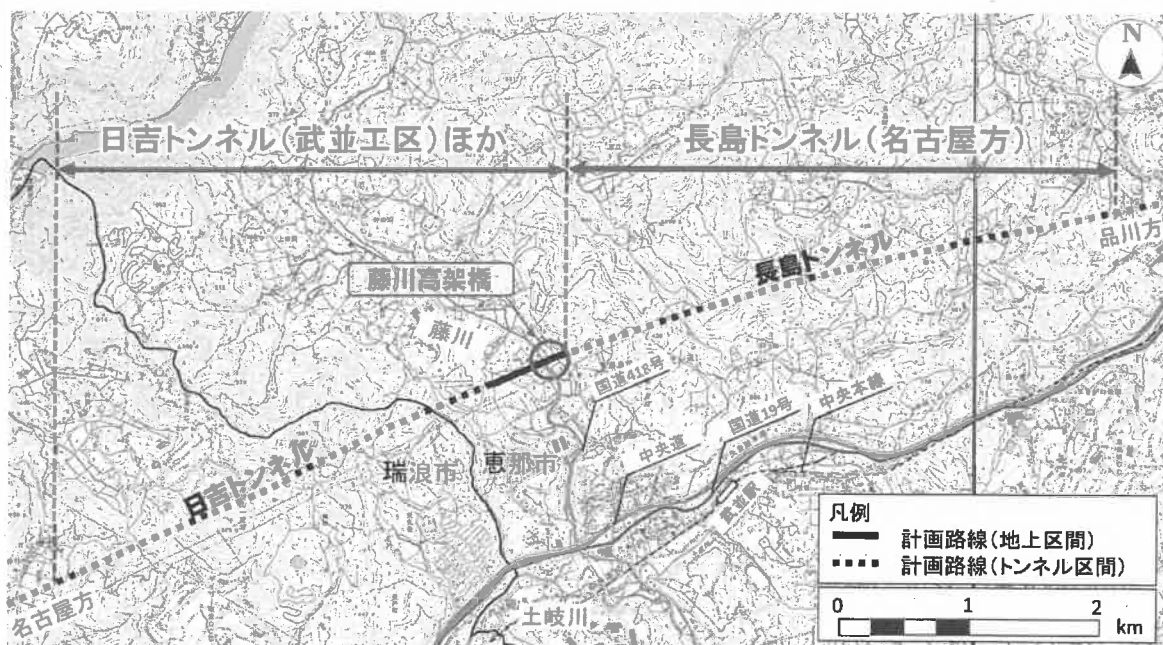 N
日吉トンネル(武並工区)ほか
長島トンネル(名古屋方)
品川方
長島トンネル
藤川高架橋
藤川
国道418号
中央本線
国道19号
中央道
瑞浪市
恵那市
日吉トンネル
武並駅
名古屋方
土岐川
凡例
計画路線(地上区間)
計画路線(トンネル区間)
0 1 2
km